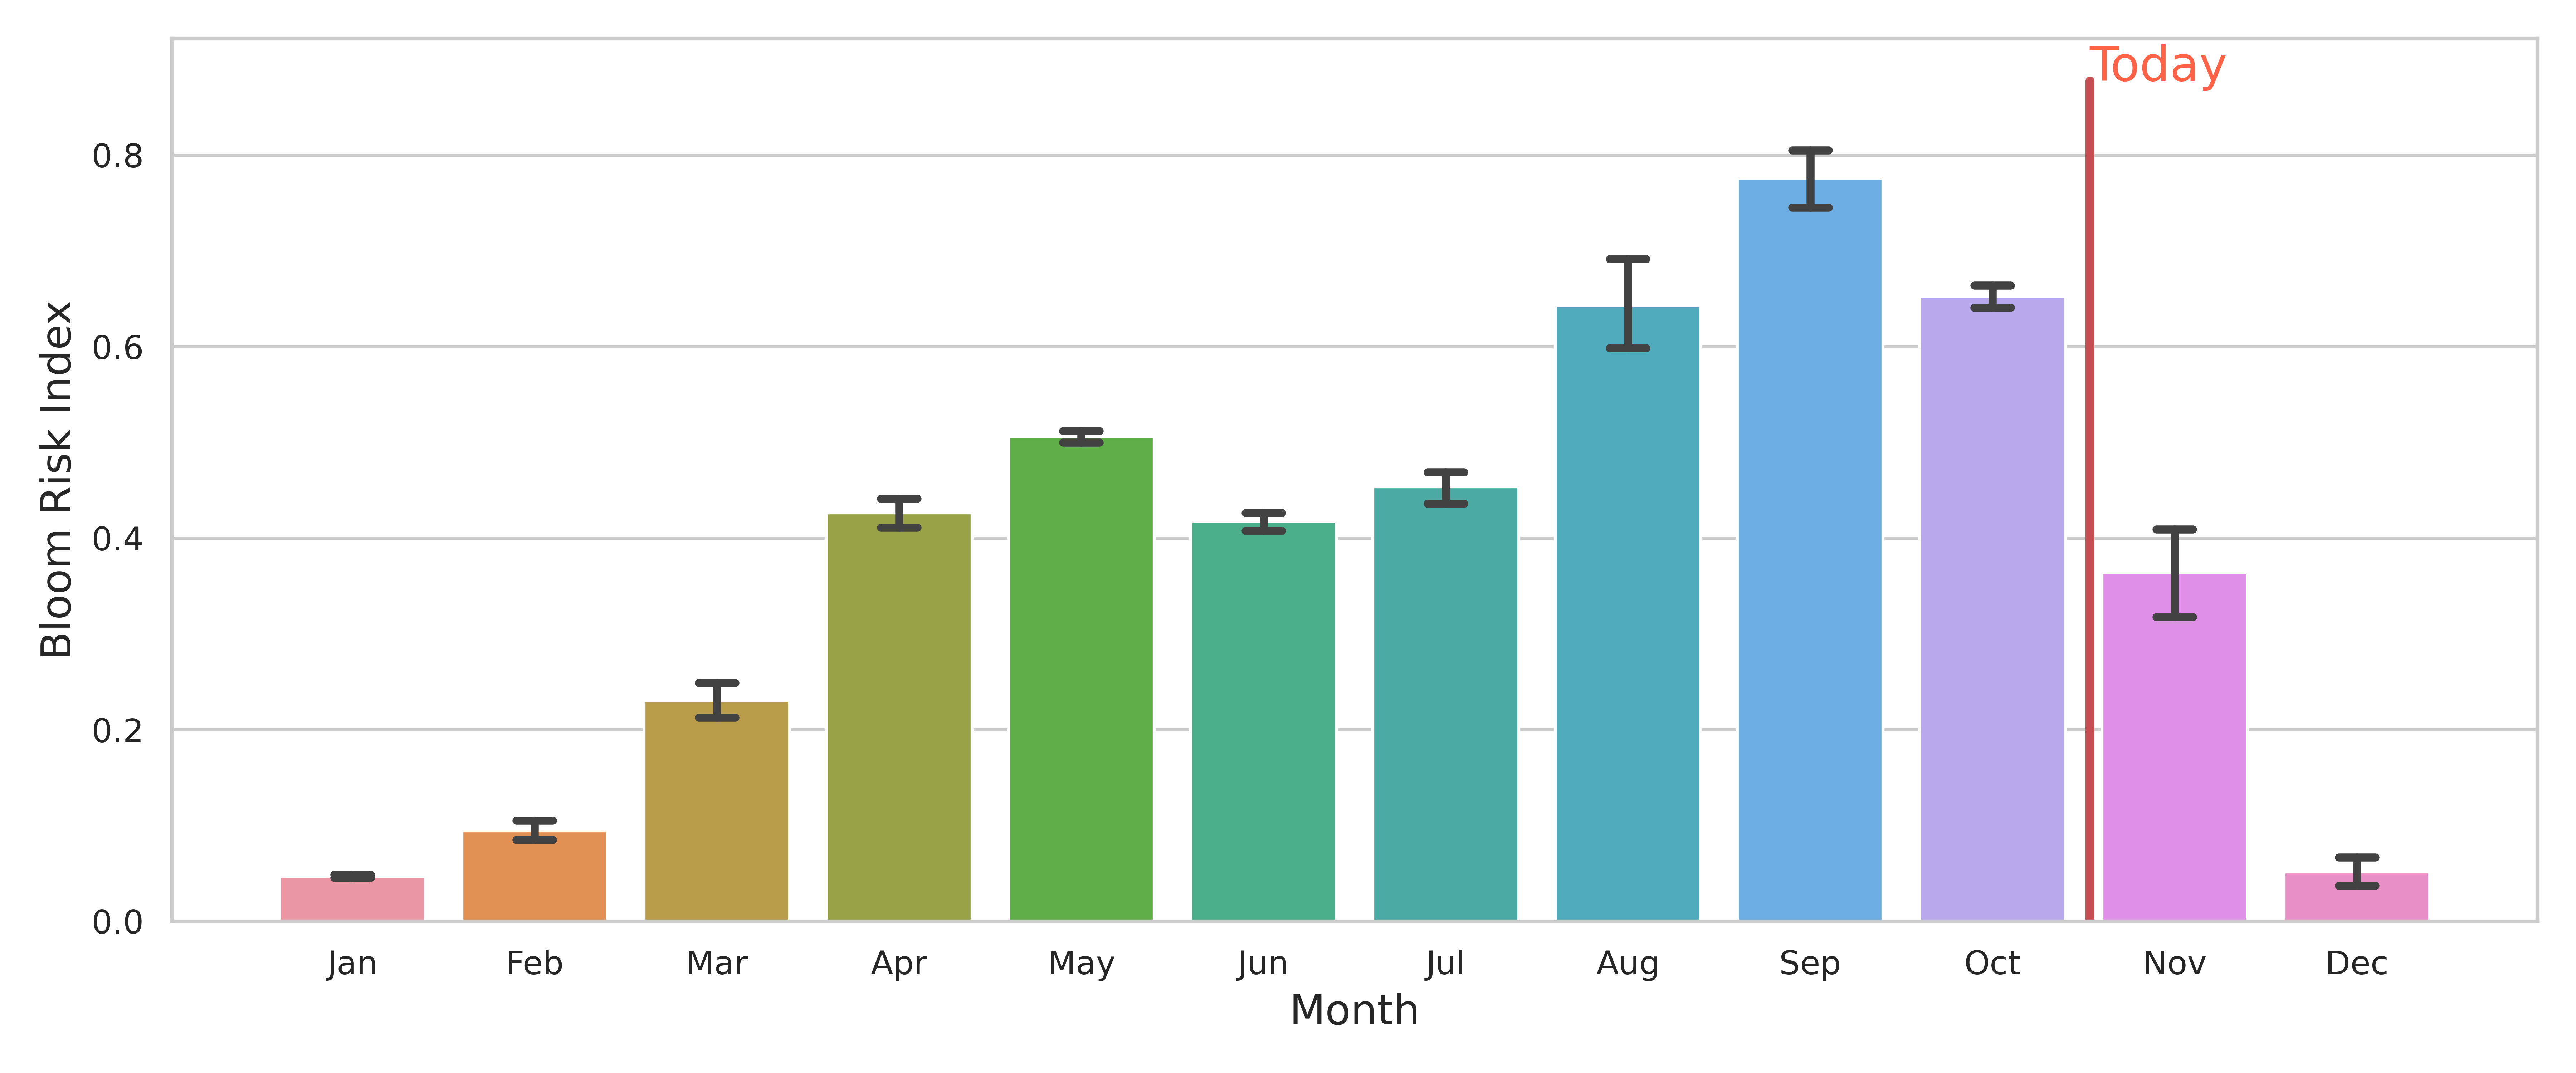 Today
0.8
0.6
0.4
0.2
0.0
Bloom Risk Index
Jan Feb Mar Apr May Jun Jul Aug Sep Oct Nov Dec
Month